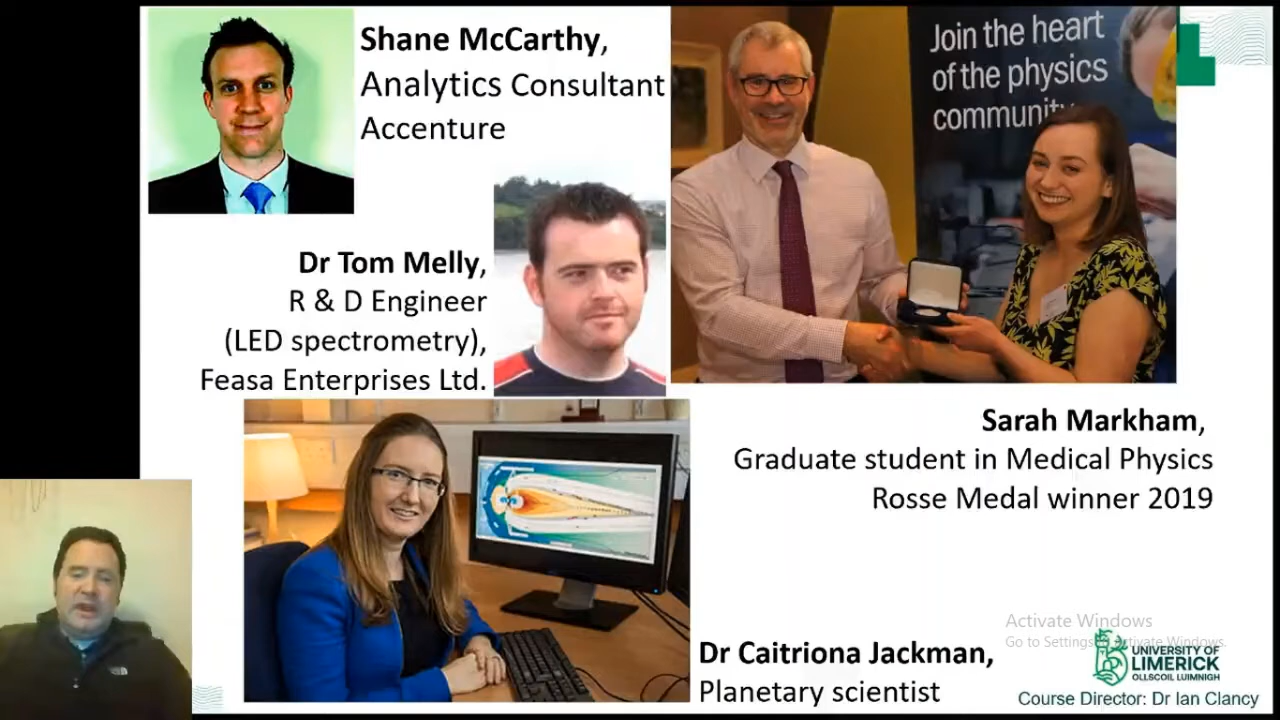 Shane McCarthy,
Analytics Consultant
Accenture
Join the heart
of the physics
community
Dr Tom Melly,
R & D Engineer
(LED spectrometry),
Feasa Enterprises Ltd.
Sarah Markham,
Graduate student in Medical Physics
Rosse Medal winner 2019
Dr Caitriona Jackman,
Planetary scientist
Activate Windows
Go to Settings to activate Windows.
UNIVERSITY OF
LIMERICK
OLLSCOIL LUIMNIGH
Course Director: Dr Ian Clancy